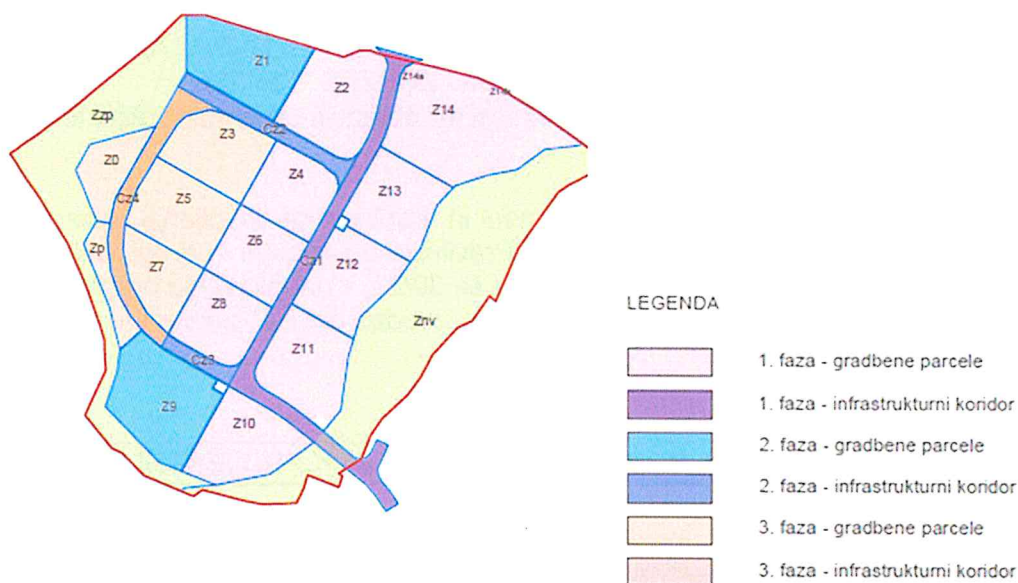 Z1
Z2
Z14a
Z14
Zzp
Cz2
Z3
Z0
Z4
Z13
Cz4
Z5
Zp
Z6
Cz1
Z12
Z7
Z8
Znv
Z11
Cz3
Z9
Z10
LEGENDA
1. faza - gradbene parcele
1. faza - infrastrukturni koridor
2. faza - gradbene parcele
2. faza - infrastrukturni koridor
3. faza - gradbene parcele
3. faza - infrastrukturni koridor